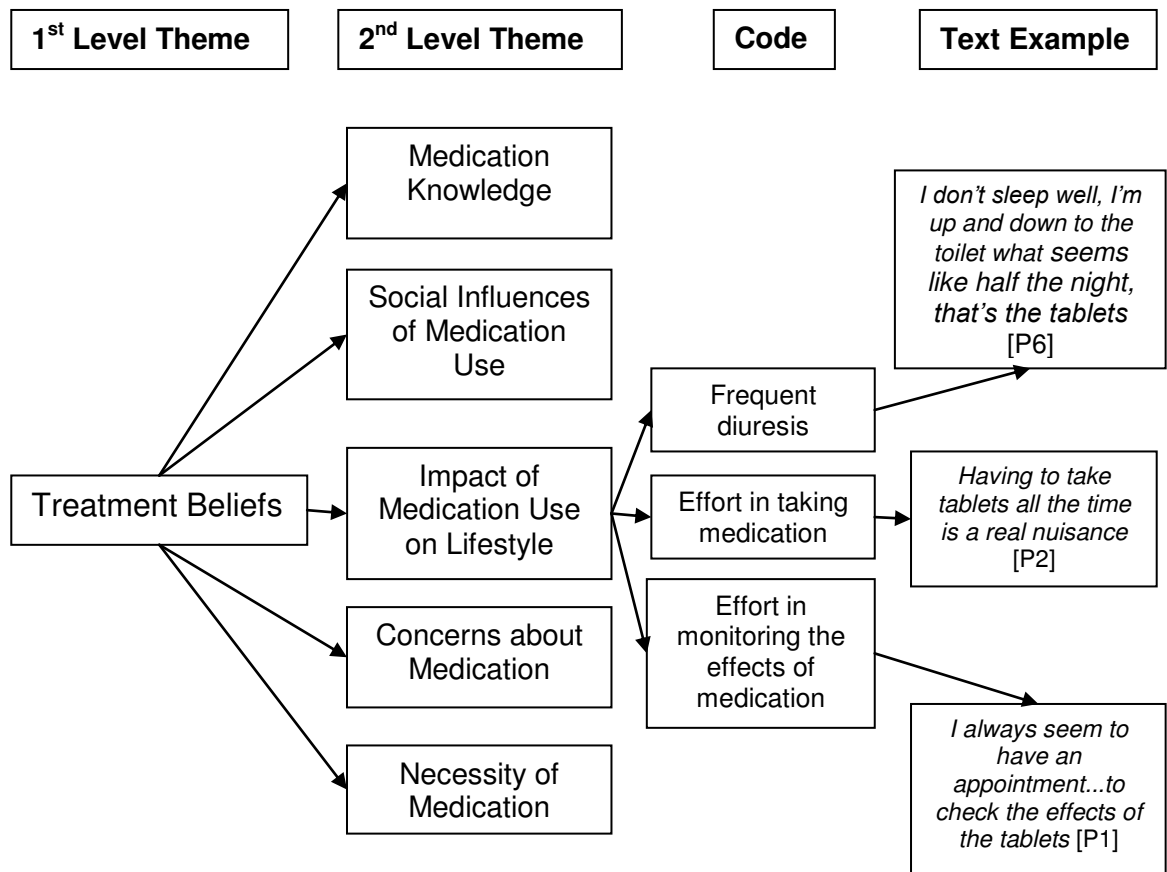 1st Level Theme
2nd Level Theme
Code
Text Example
Medication
Knowledge
Social Influences
of Medication
Use
Treatment Beliefs
Impact of
Medication Use
on Lifestyle
Concerns about
Medication
Necessity of
Medication
Frequent
diuresis
Effort in taking
medication
Effort in
monitoring the
effects of
medication
I don't sleep well, I'm
up and down to the
toilet what seems
like half the night,
that's the tablets
[P6]
Having to take
tablets all the time
is a real nuisance
[P2]
I always seem to
have an
appointment...to
check the effects of
the tablets [P1]